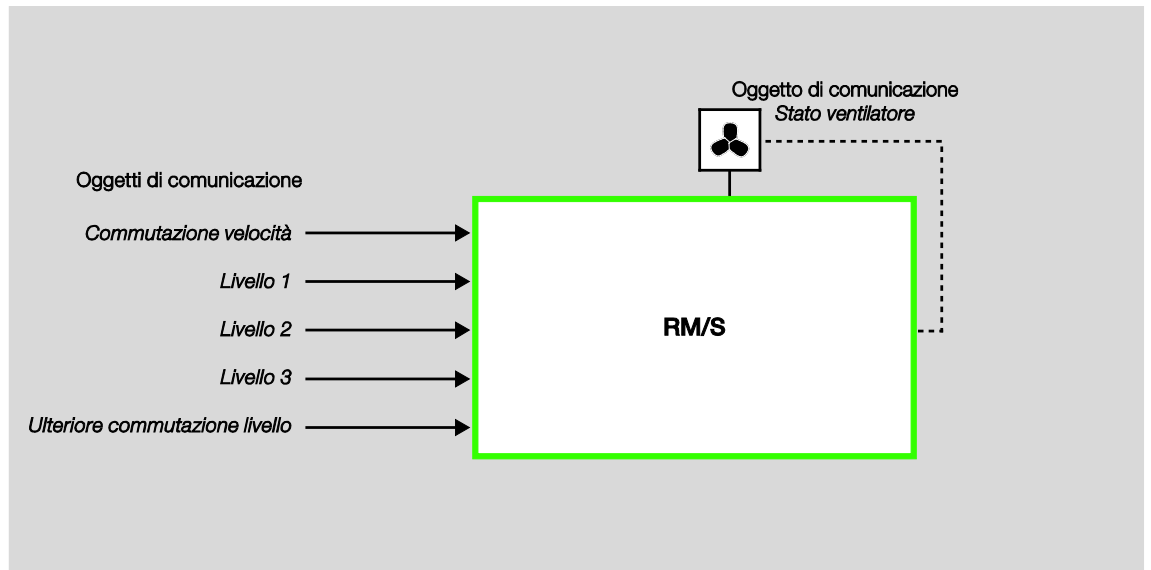 Oggetto di comunicazione
Stato ventilatore
Oggetti di comunicazione
Commutazione velocità
Livello 1
Livello 2
Livello 3
Ulteriore commutazione livello
RM/S